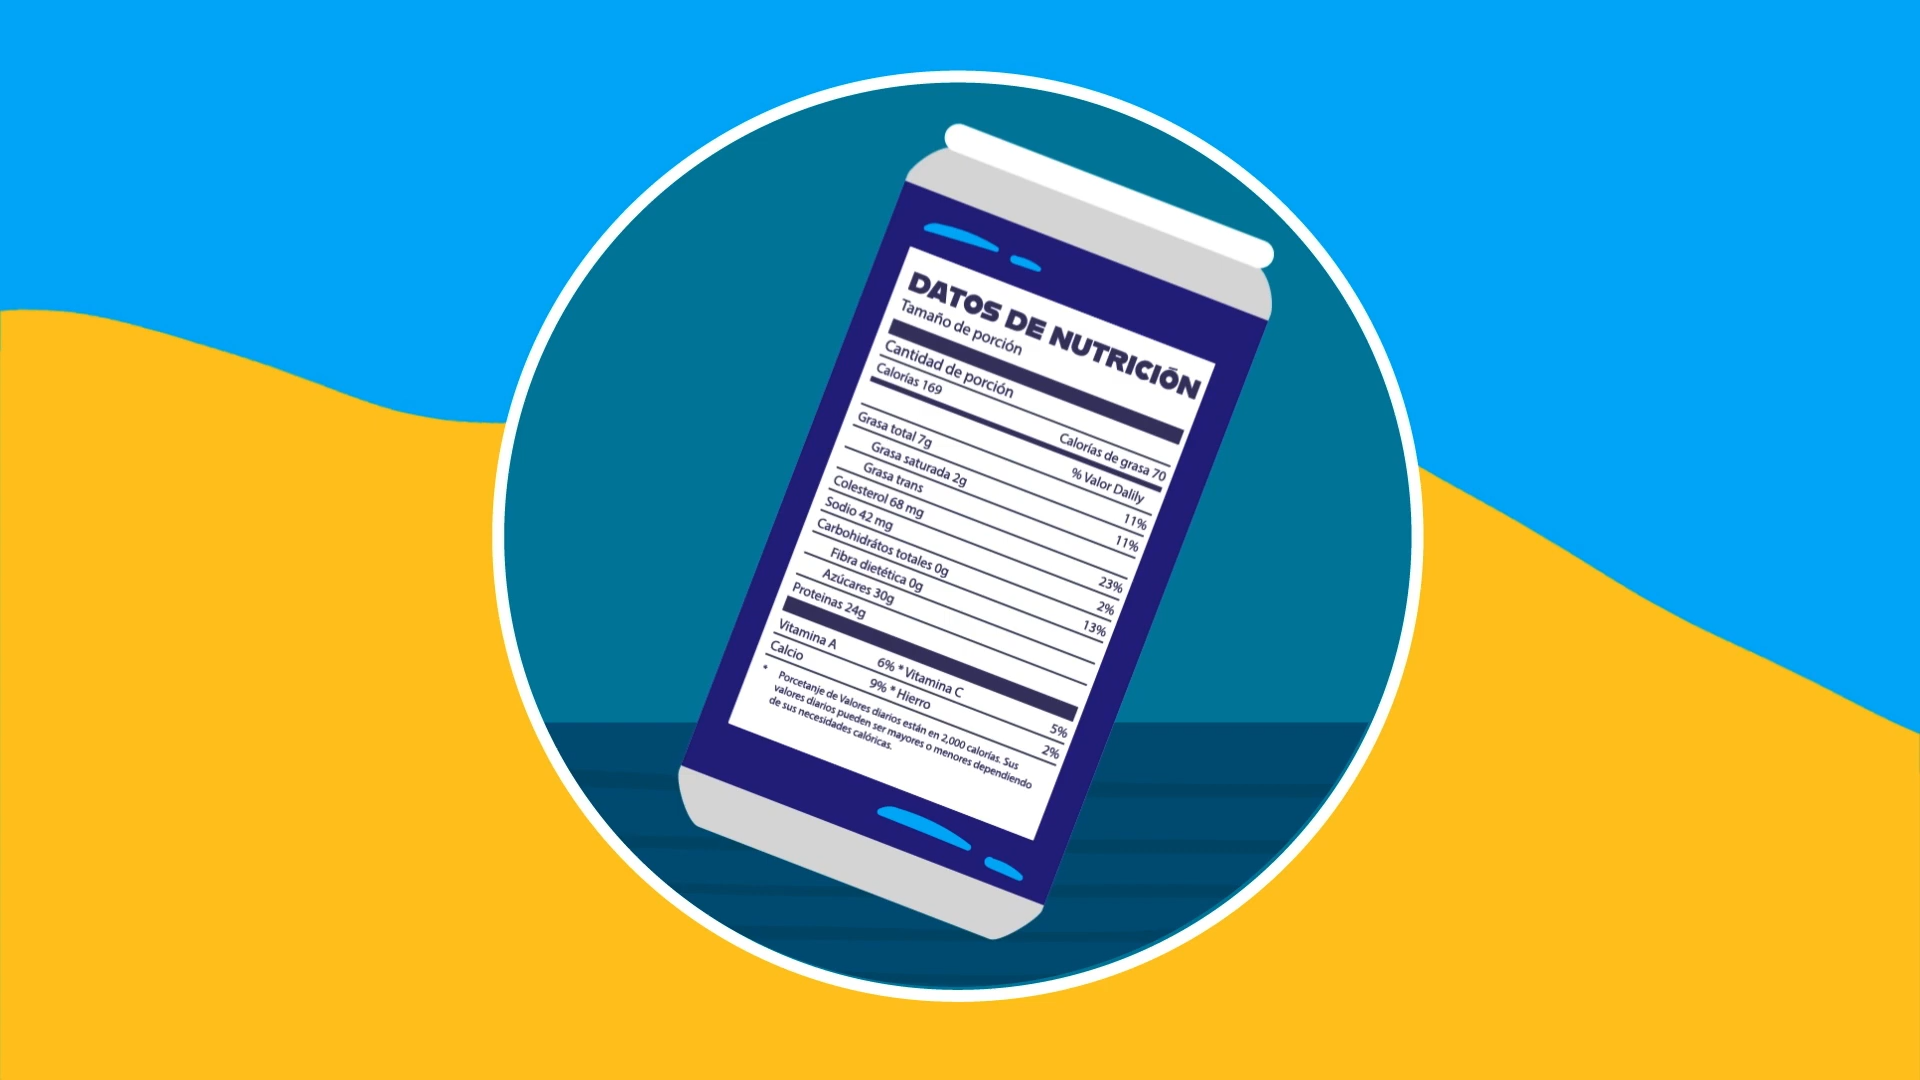 DATOS DE NUTRICIÓN
Tamaño de porción
Cantidad de porción
Calorías 169 Calorías de grasa 70
% Valor Dalily
Grasa total 7g 11%
Grasa saturada 2g 11%
Grasa trans
Colesterol 68 mg 23%
Sodio 42 mg 2%
Carbohidrátos totales 0g 13%
Fibra dietética 0g
Azúcares 30g
Proteinas 24g
Vitamina A 6% * Vitamina C 5%
Calcio 9% * Hierro 2%
* Porcetanje de Valores diarios están en 2,000 calorías. Sus
valores diarios pueden ser mayores o menores dependiendo
de sus necesidades calóricas.